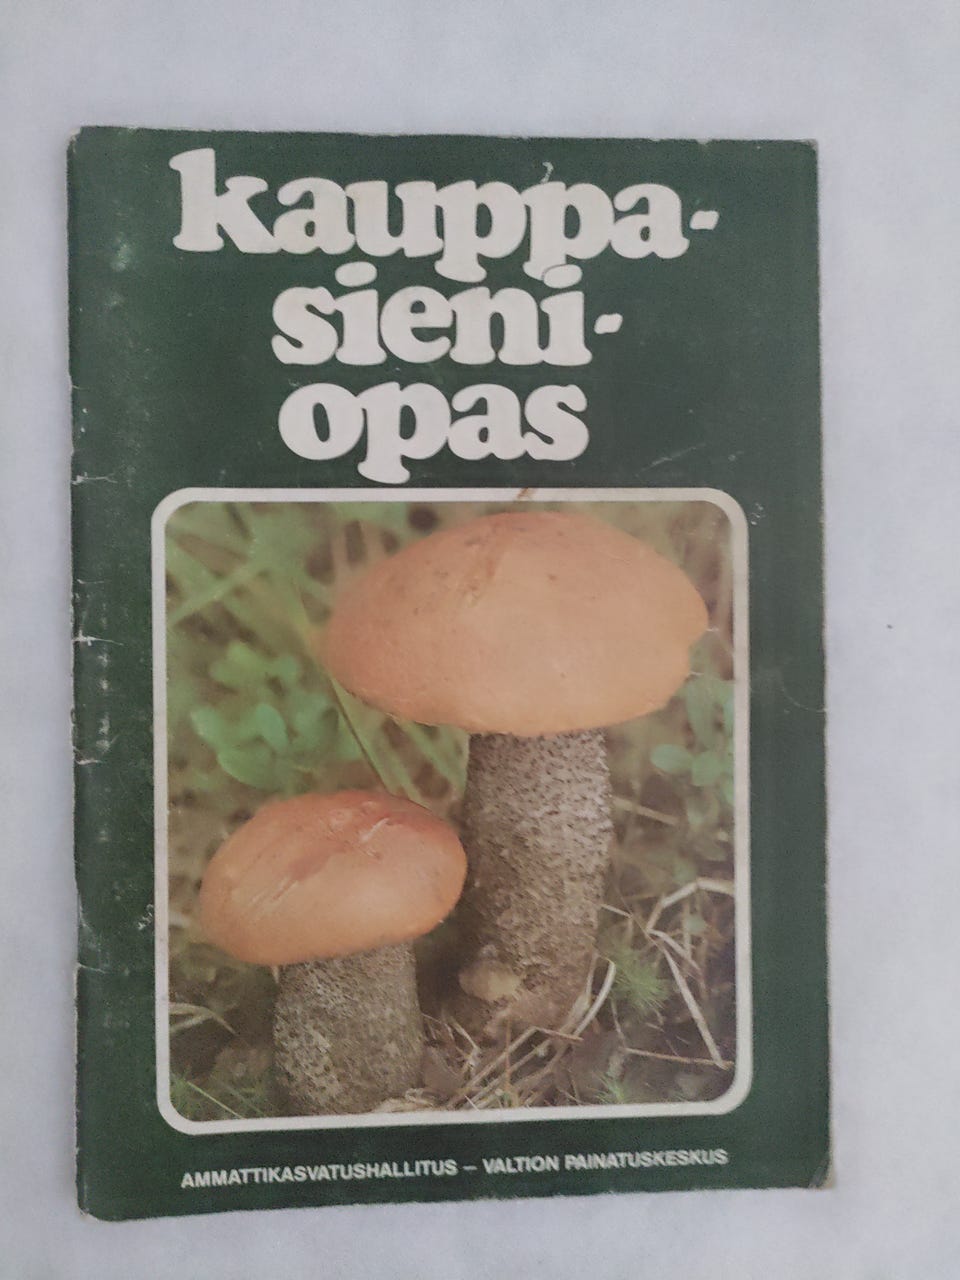 kauppa-
sieni-
opas
AMMATTIKASVATUSHALLITUS – VALTION PAINATUSKESKUS